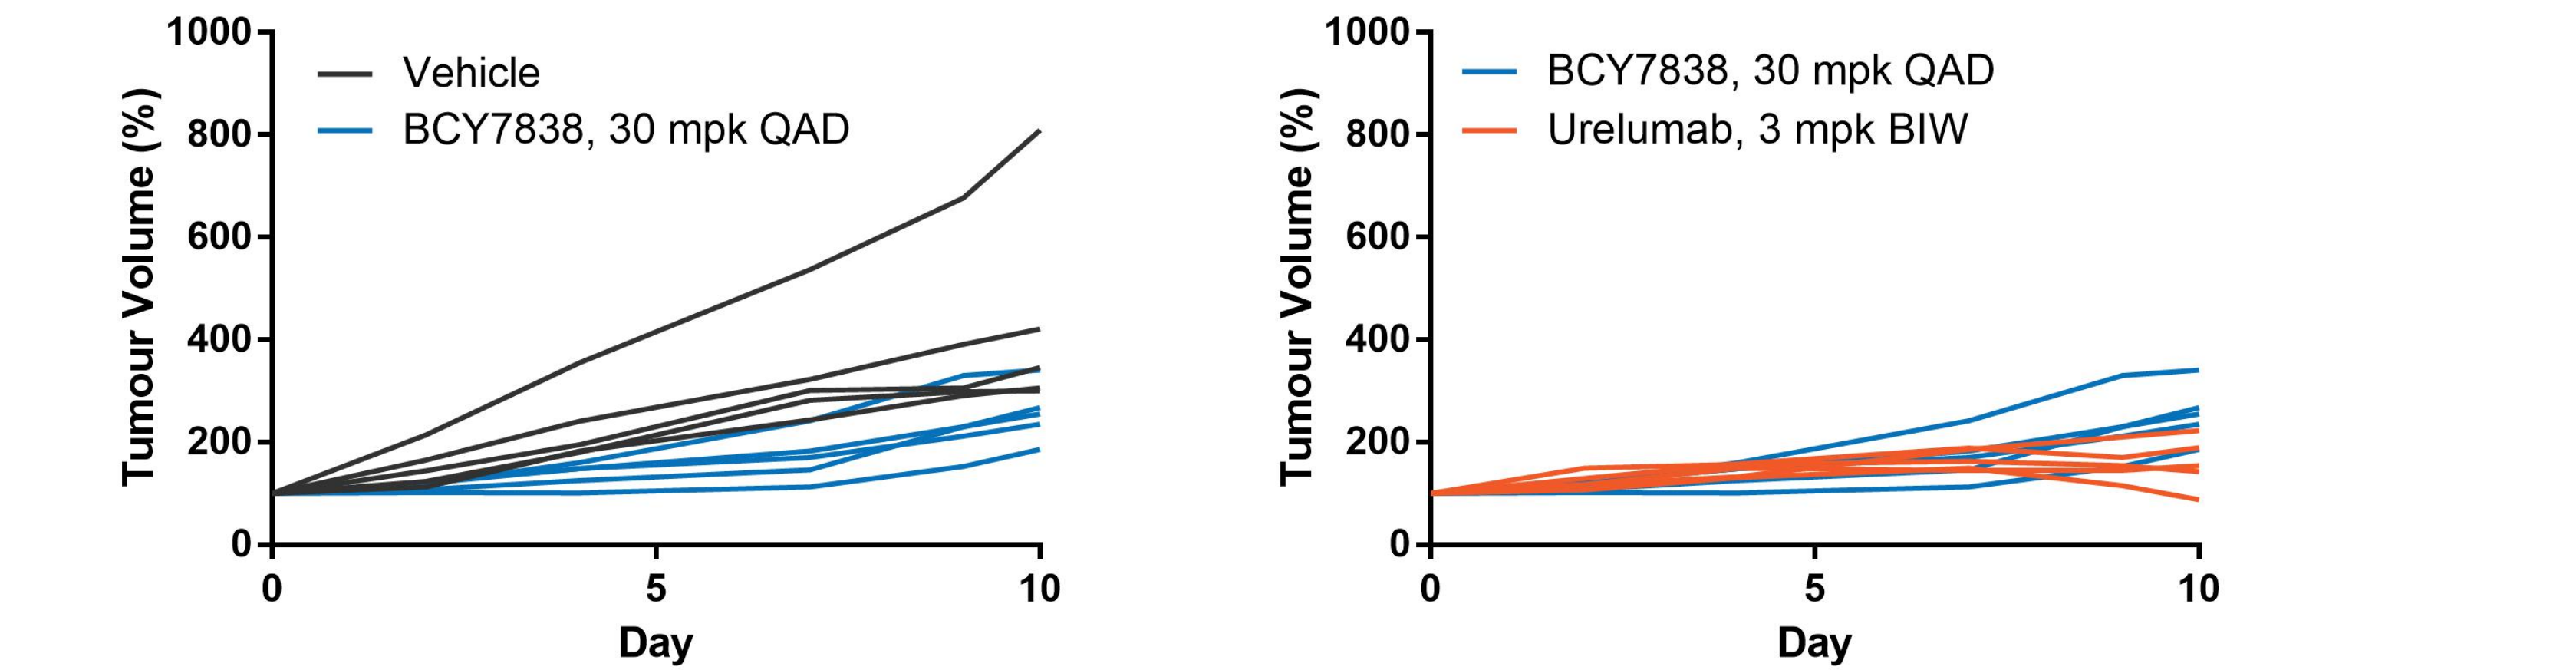 1000
800
600
400
200
0
Tumour Volume (%)
Vehicle
BCY7838, 30 mpk QAD
0
5
10
Day
1000
800
600
400
200
0
Tumour Volume (%)
BCY7838, 30 mpk QAD
Urelumab, 3 mpk BIW
0
5
10
Day